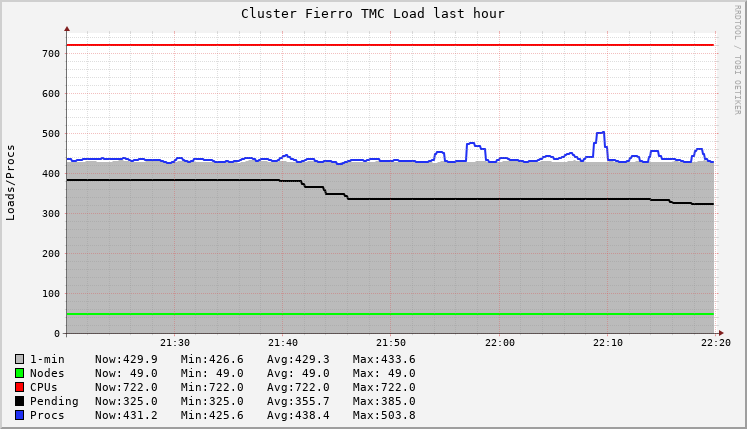 Cluster Fierro TMC Load last hour
RRDTOOL / TOBI OETIKER
Loads/Procs
700
600
500
400
300
200
100
0
21:30 21:40 21:50 22:00 22:10 22:20
1-min Now:429.9 Min:426.6 Avg:429.3 Max:433.6
Nodes Now: 49.0 Min: 49.0 Avg: 49.0 Max: 49.0
CPUs Now:722.0 Min:722.0 Avg:722.0 Max:722.0
Pending Now:325.0 Min:325.0 Avg:355.7 Max:385.0
Procs Now:431.2 Min:425.6 Avg:438.4 Max:503.8